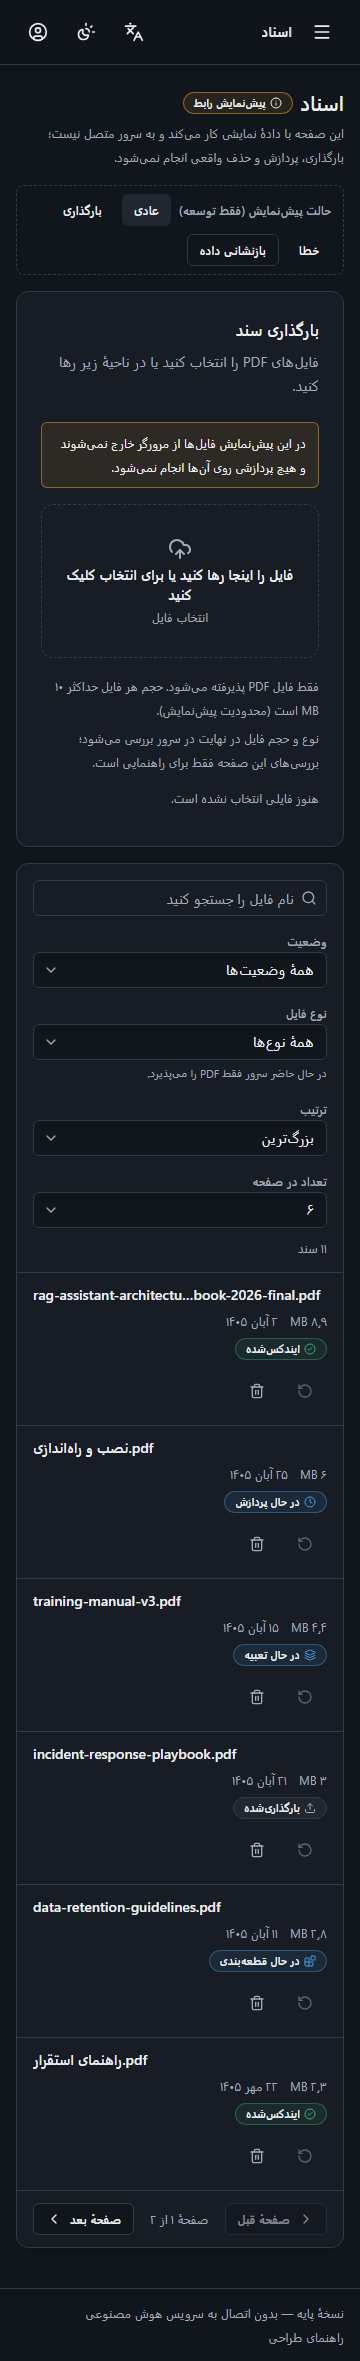 اسناد
اسناد
پیش‌نمایش رابط
این صفحه با دادهٔ نمایشی کار می‌کند و به سرور متصل نیست؛
بارگذاری، پردازش و حذف واقعی انجام نمی‌شود.
حالت پیش‌نمایش (فقط توسعه)
عادی
بارگذاری
خطا
بازنشانی داده
بارگذاری سند
فایل‌های PDF را انتخاب کنید یا در ناحیهٔ زیر رها
کنید.
در این پیش‌نمایش فایل‌ها از مرورگر خارج نمی‌شوند
و هیچ پردازشی روی آن‌ها انجام نمی‌شود.
فایل را اینجا رها کنید یا برای انتخاب کلیک
کنید
انتخاب فایل
فقط فایل PDF پذیرفته می‌شود. حجم هر فایل حداکثر ۱۰
MB است (محدودیت پیش‌نمایش).
نوع و حجم فایل در نهایت در سرور بررسی می‌شود؛
بررسی‌های این صفحه فقط برای راهنمایی است.
هنوز فایلی انتخاب نشده است.
نام فایل را جستجو کنید
وضعیت
همهٔ وضعیت‌ها
نوع فایل
همهٔ نوع‌ها
در حال حاضر سرور فقط PDF را می‌پذیرد.
ترتیب
بزرگ‌ترین
تعداد در صفحه
۶
۱۱ سند
rag-assistant-architectu…book-2026-final.pdf
۸٫۹ MB
۲ آبان ۱۴۰۵
ایندکس‌شده
نصب و راه‌اندازی.pdf
۶ MB
۲۵ آبان ۱۴۰۵
در حال پردازش
training-manual-v3.pdf
۴٫۴ MB
۱۵ آبان ۱۴۰۵
در حال تعبیه
incident-response-playbook.pdf
۳ MB
۲۱ آبان ۱۴۰۵
بارگذاری‌شده
data-retention-guidelines.pdf
۲٫۸ MB
۱۱ آبان ۱۴۰۵
در حال قطعه‌بندی
راهنمای استقرار.pdf
۲٫۳ MB
۲۲ مهر ۱۴۰۵
ایندکس‌شده
صفحهٔ قبل
صفحهٔ ۱ از ۲
صفحهٔ بعد
نسخهٔ پایه — بدون اتصال به سرویس هوش مصنوعی
راهنمای طراحی